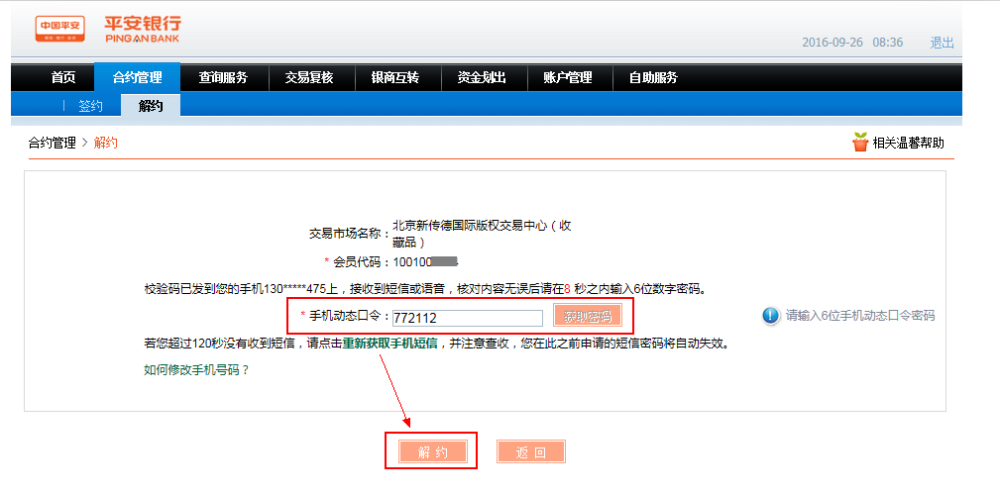 中国平安
平安银行
PINGAN BANK
2016-09-26 08:36 退出
首页 合约管理 查询服务 交易复核 银商互转 资金划出 账户管理 自助服务
签约 解约
合约管理 > 解约 相关温馨帮助
交易市场名称： 北京新传德国际版权交易中心（收
藏品）
* 会员代码： 100100
校验码已发到您的手机130*****475上，接收到短信或语音，核对内容无误后请在8 秒之内输入6位数字密码。
* 手机动态口令： 772112 获取密码 请输入6位手机动态口令密码
若您超过120秒没有收到短信，请点击重新获取手机短信，并注意查收，您在此之前申请的短信密码将自动失效。
如何修改手机号码？
解 约 返 回